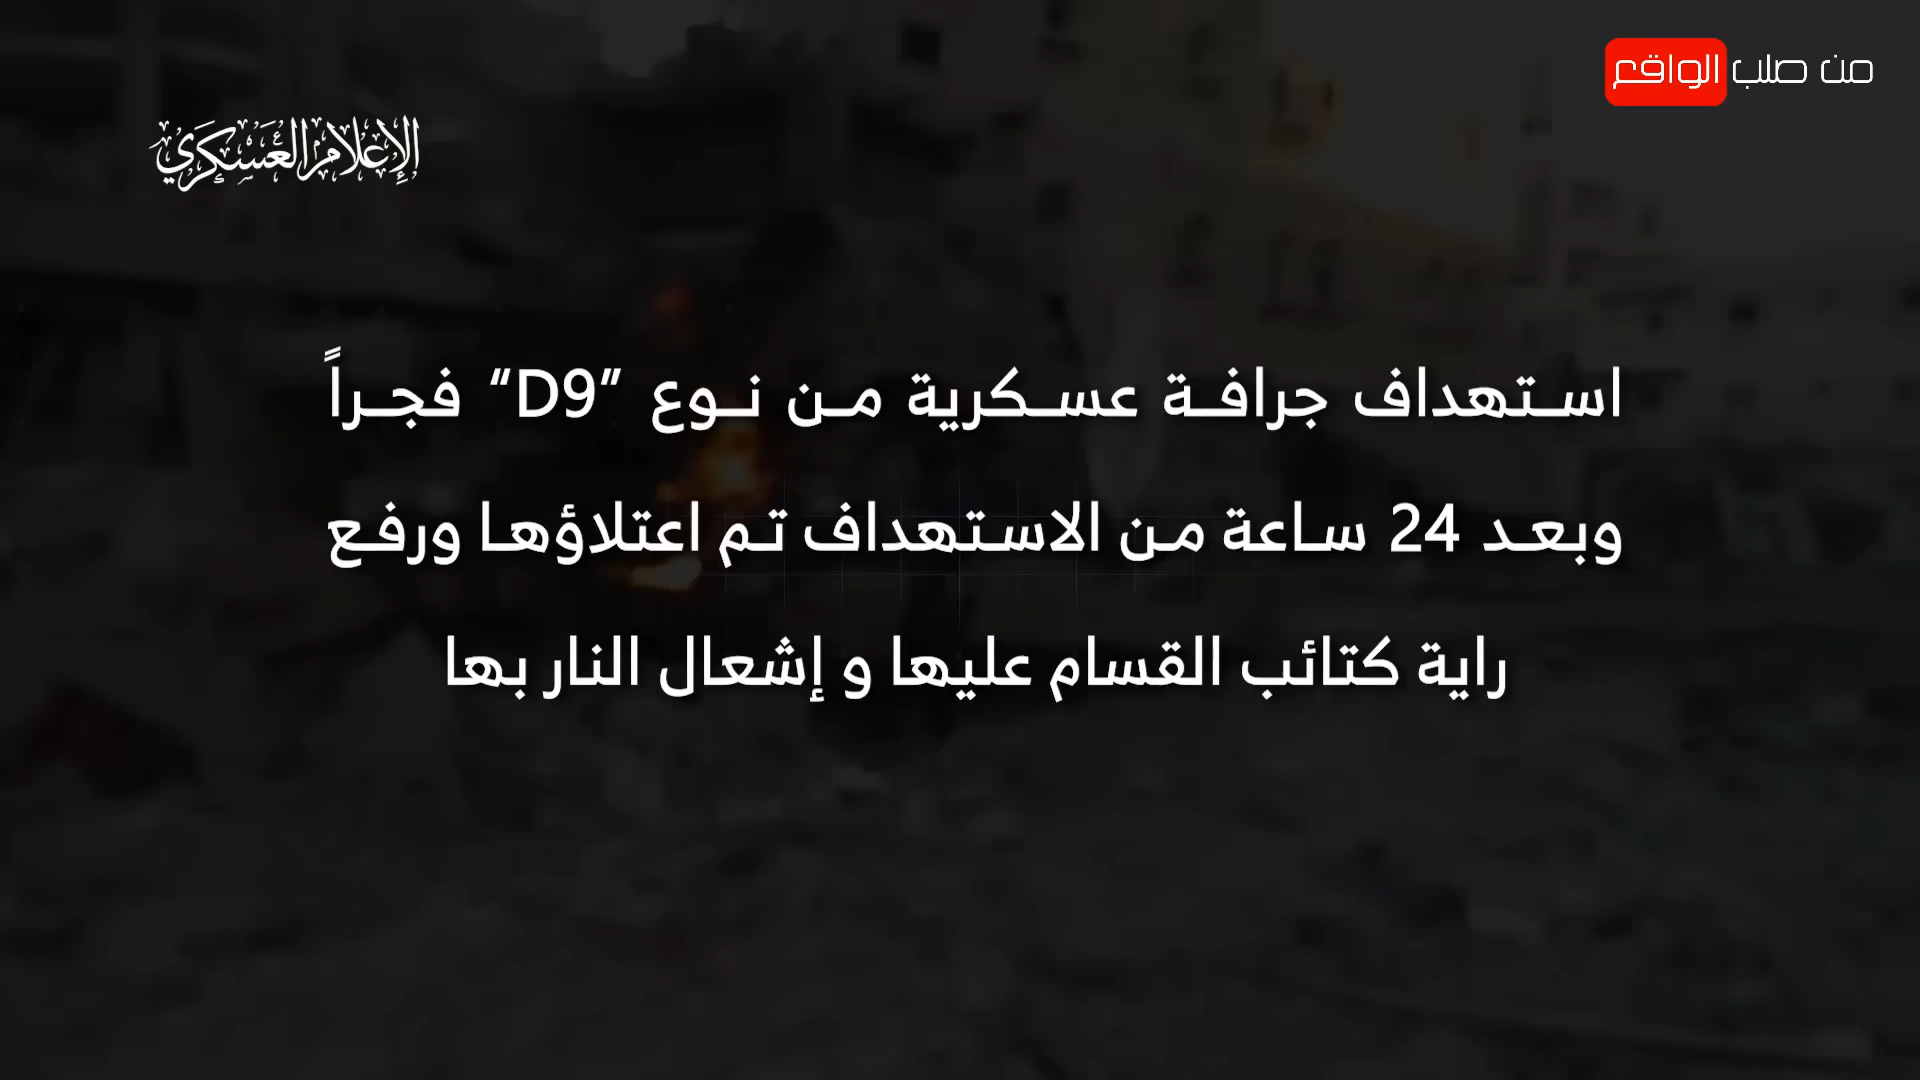 من صلب الواقع
الإعلام العسكري
استهداف جرافة عسكرية من نوع "D9" فجراً
وبعد 24 ساعة من الاستهداف تم اعتلاؤها ورفع
راية كتائب القسام عليها و إشعال النار بها